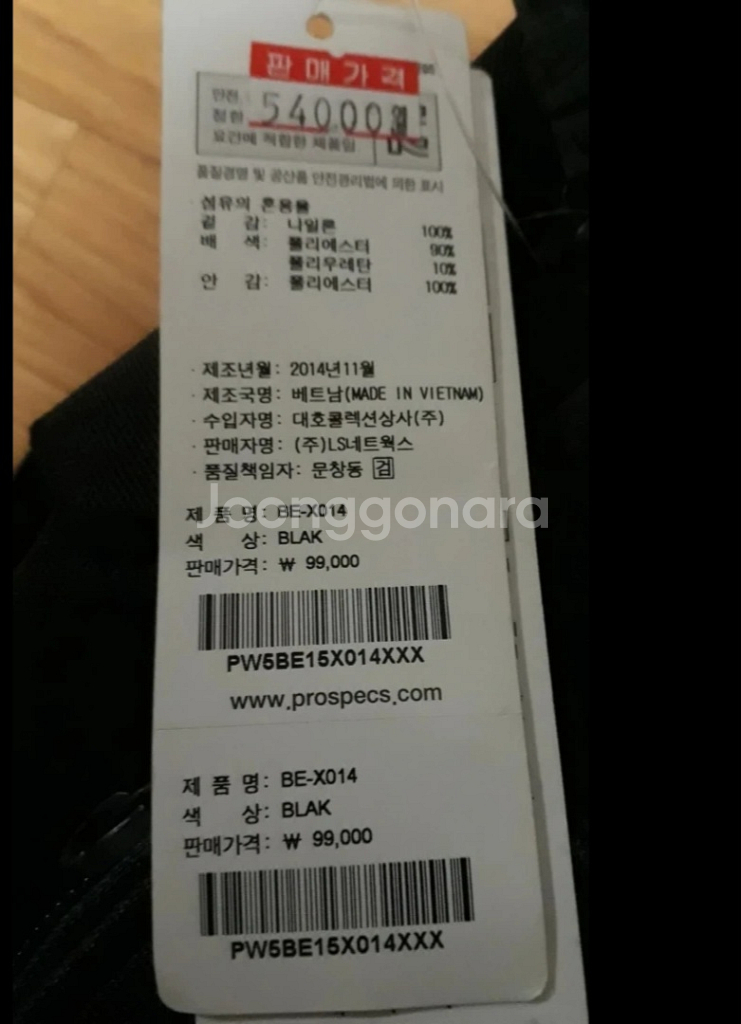 판매가격
안전
54000원
적합
요건에 적합한 제품임
품질경영 및 공산품 안전관리법에 의한 표시
섬유의 혼용율
겉 감: 나일론 100%
배 색: 폴리에스터 90%
폴리우레탄 10%
안 감: 폴리에스터 100%
· 제조년월: 2014년11월
· 제조국명: 베트남(MADE IN VIETNAM)
· 수입자명: 대호콜렉션상사(주)
· 판매자명: (주)LS네트웍스
· 품질책임자: 문창동 검
Joonggonara
제 품 명: BE-X014
색 상: BLAK
판매가격: ₩ 99,000
PW5BE15X014XXX
www.prospecs.com
제 품 명: BE-X014
색 상: BLAK
판매가격: ₩ 99,000
PW5BE15X014XXX